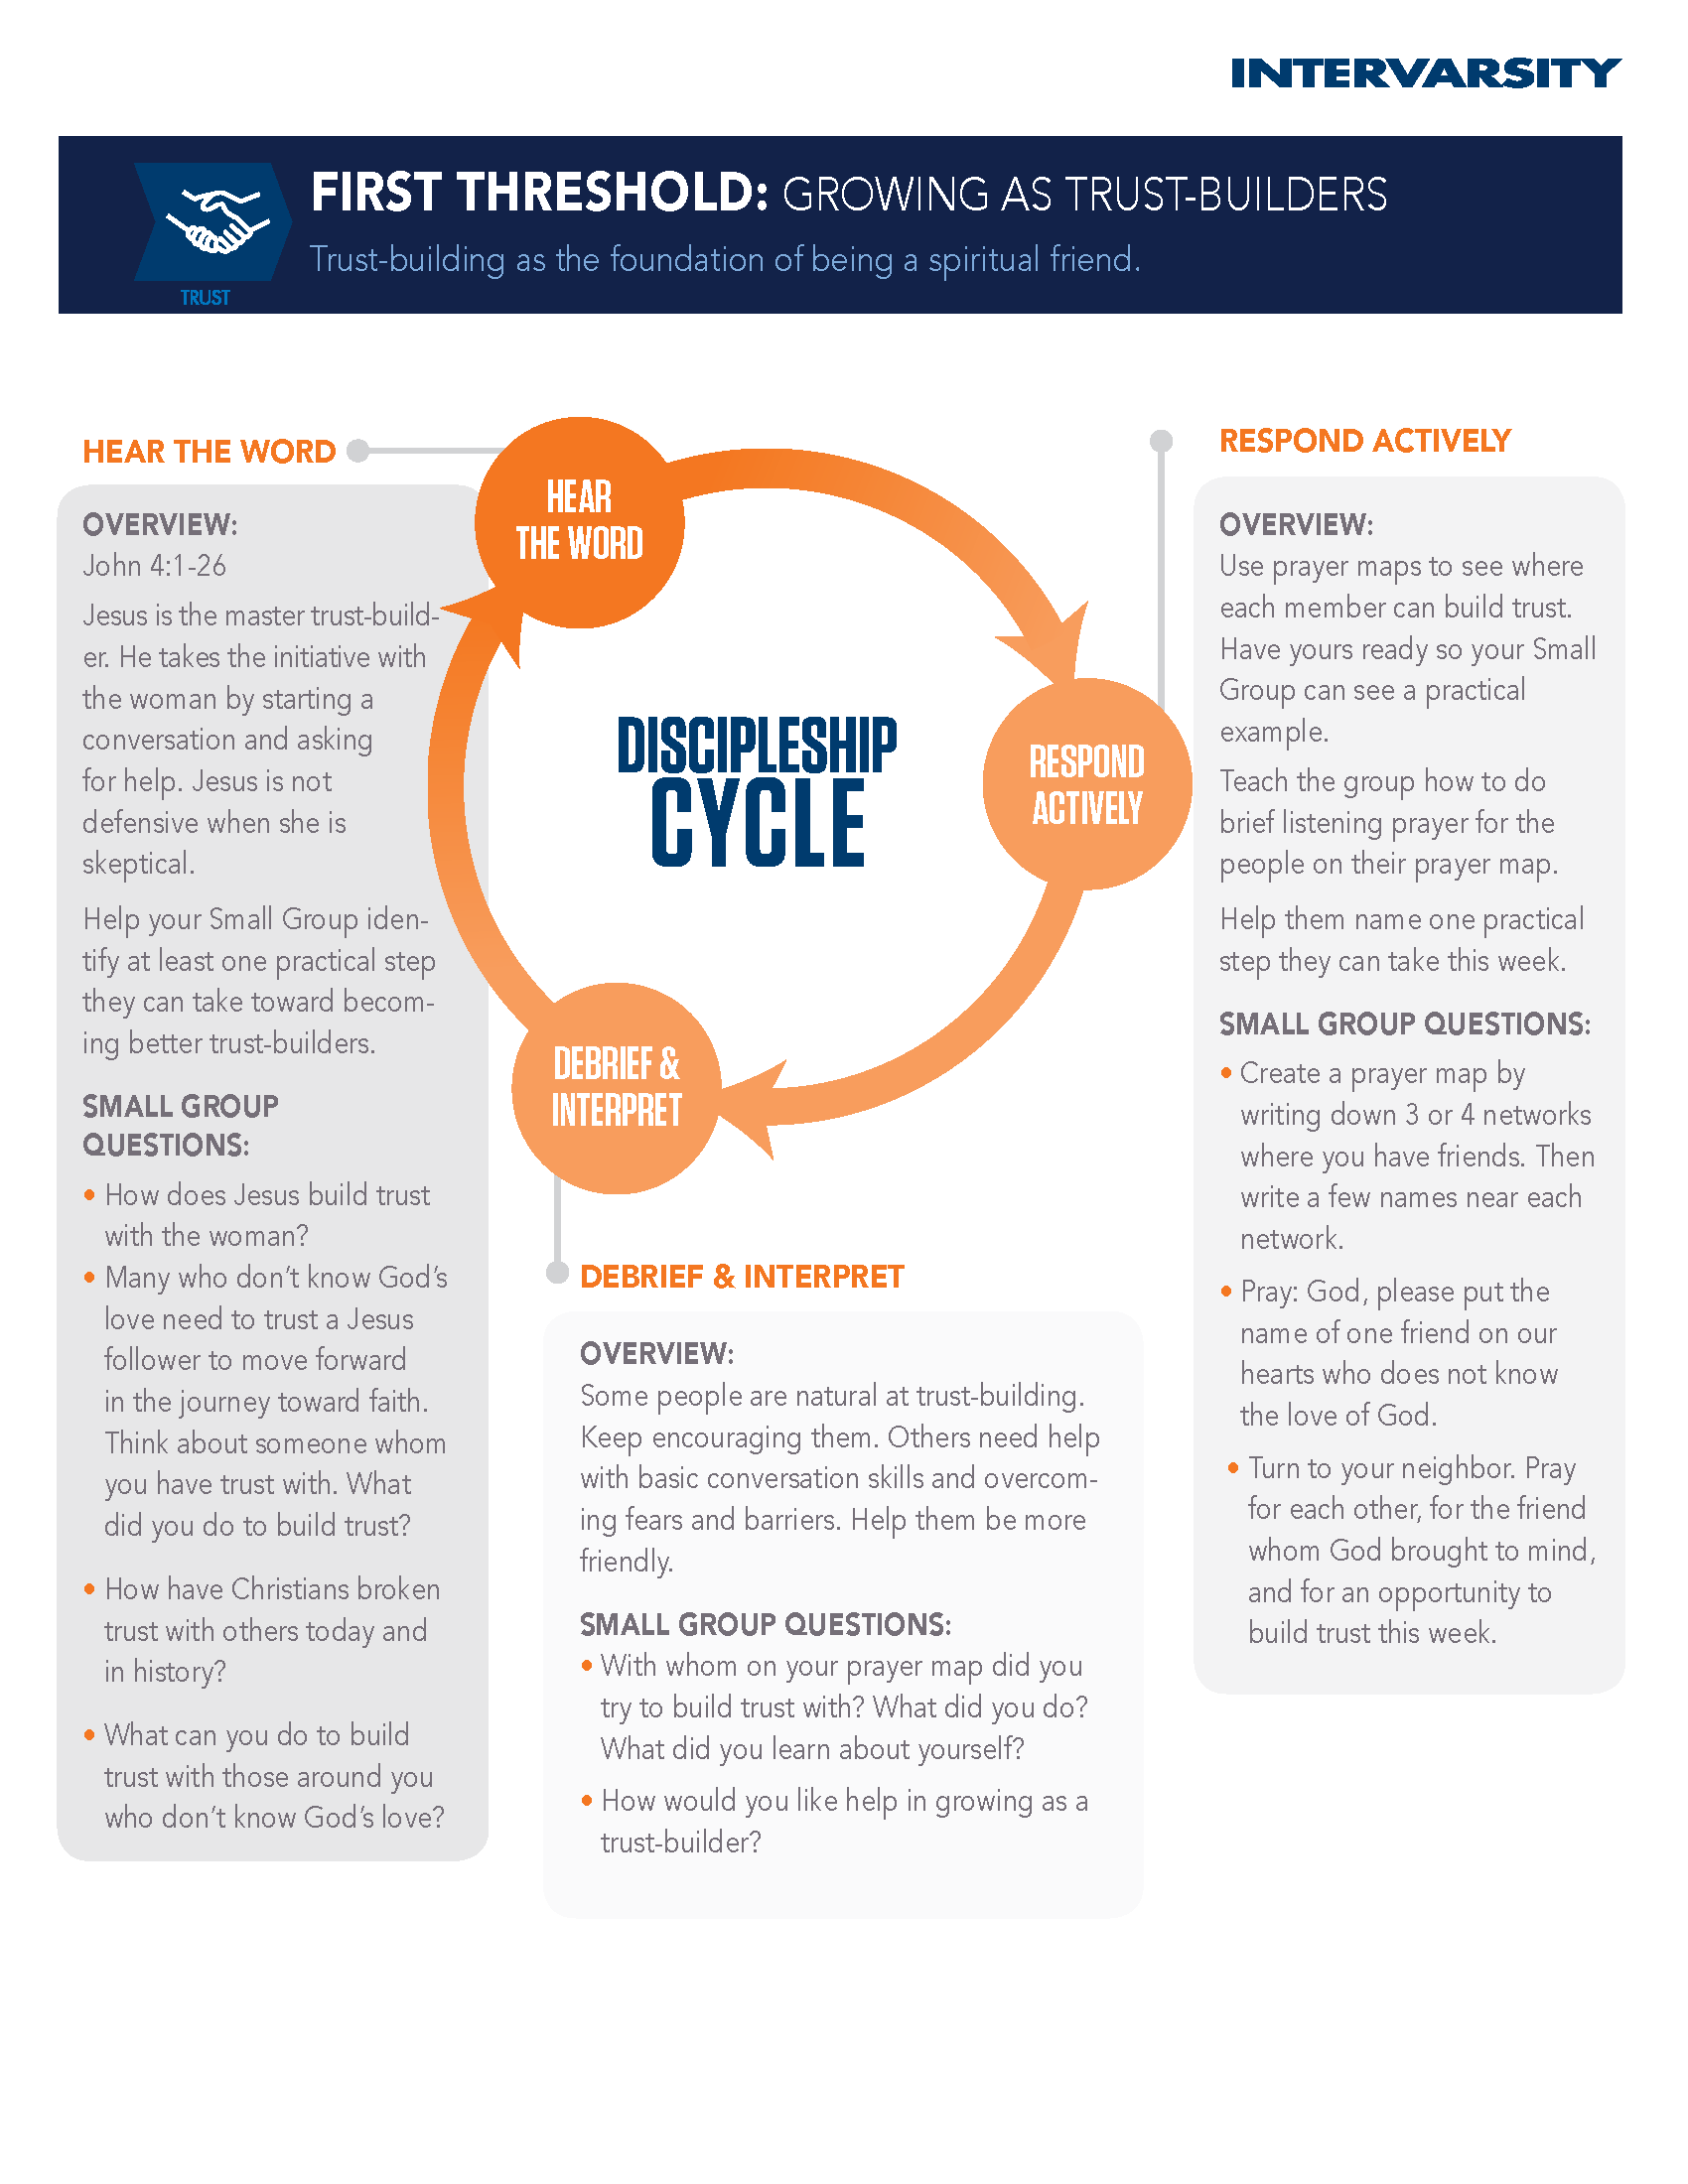 INTERVARSITY
FIRST THRESHOLD: GROWING AS TRUST-BUILDERS
Trust-building as the foundation of being a spiritual friend.
TRUST
HEAR THE WORD
OVERVIEW:
John 4:1-26
Jesus is the master trust-build-
er. He takes the initiative with
the woman by starting a
conversation and asking
for help. Jesus is not
defensive when she is
skeptical.
Help your Small Group iden-
tify at least one practical step
they can take toward becom-
ing better trust-builders.
SMALL GROUP
QUESTIONS:
• How does Jesus build trust
with the woman?
• Many who don’t know God’s
love need to trust a Jesus
follower to move forward
in the journey toward faith.
Think about someone whom
you have trust with. What
did you do to build trust?
• How have Christians broken
trust with others today and
in history?
• What can you do to build
trust with those around you
who don’t know God’s love?
HEAR
THE WORD
DISCIPLESHIP
CYCLE
RESPOND
ACTIVELY
DEBRIEF &
INTERPRET
DEBRIEF & INTERPRET
OVERVIEW:
Some people are natural at trust-building.
Keep encouraging them. Others need help
with basic conversation skills and overcom-
ing fears and barriers. Help them be more
friendly.
SMALL GROUP QUESTIONS:
• With whom on your prayer map did you
try to build trust with? What did you do?
What did you learn about yourself?
• How would you like help in growing as a
trust-builder?
RESPOND ACTIVELY
OVERVIEW:
Use prayer maps to see where
each member can build trust.
Have yours ready so your Small
Group can see a practical
example.
Teach the group how to do
brief listening prayer for the
people on their prayer map.
Help them name one practical
step they can take this week.
SMALL GROUP QUESTIONS:
• Create a prayer map by
writing down 3 or 4 networks
where you have friends. Then
write a few names near each
network.
• Pray: God, please put the
name of one friend on our
hearts who does not know
the love of God.
• Turn to your neighbor. Pray
for each other, for the friend
whom God brought to mind,
and for an opportunity to
build trust this week.